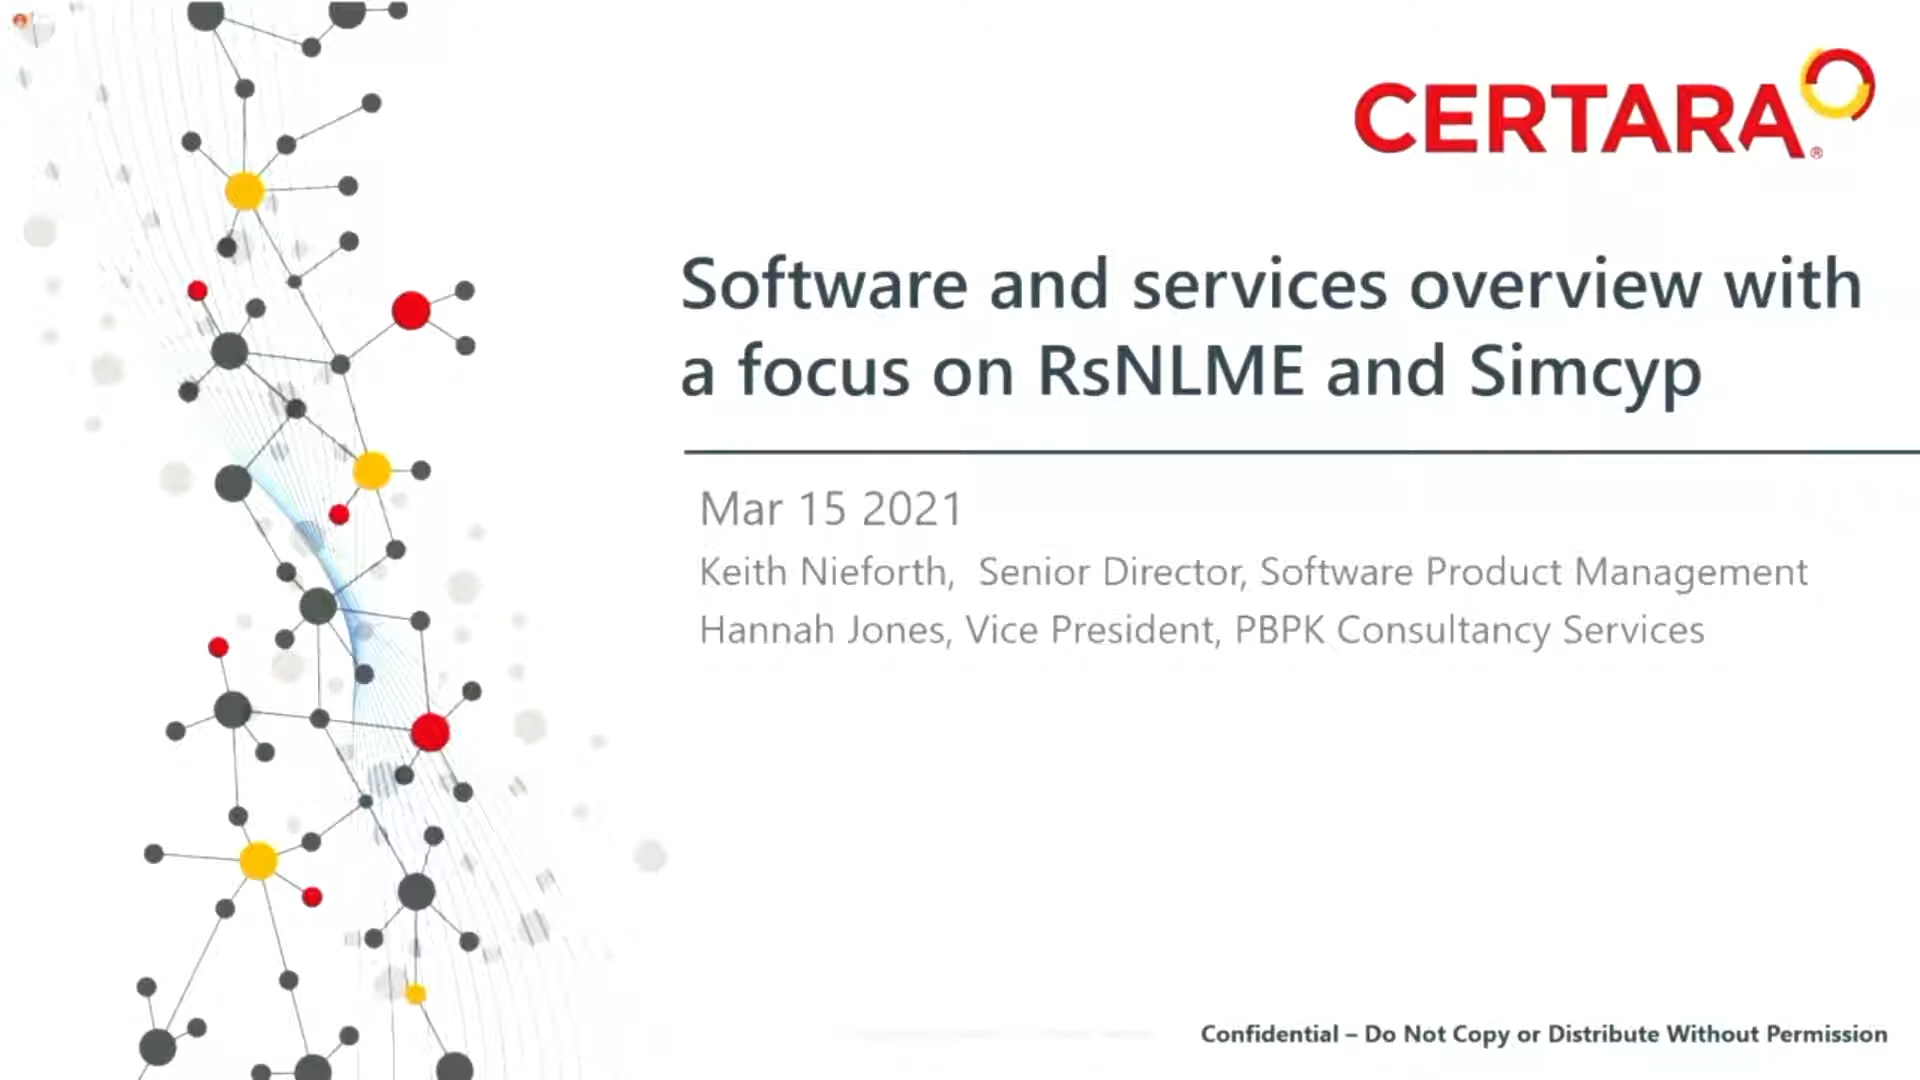 CERTARA®
Software and services overview with
a focus on RsNLME and Simcyp
Mar 15 2021
Keith Nieforth,  Senior Director, Software Product Management
Hannah Jones, Vice President, PBPK Consultancy Services
Confidential – Do Not Copy or Distribute Without Permission